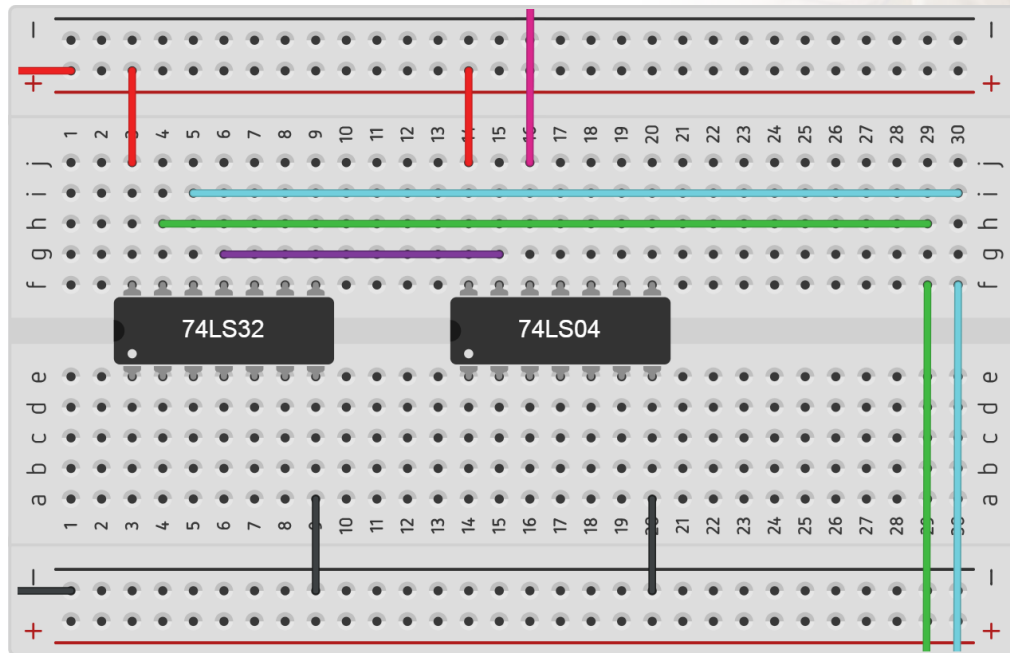 − −
+ +
1 2 3 4 5 6 7 8 9 10 11 12 13 14 15 16 17 18 19 20 21 22 23 24 25 26 27 28 29 30
j j
i i
h h
g g
f f
74LS32 74LS04
e e
d d
c c
b b
a a
1 2 3 4 5 6 7 8 9 10 11 12 13 14 15 16 17 18 19 20 21 22 23 24 25 26 27 28 29 30
− −
+ +